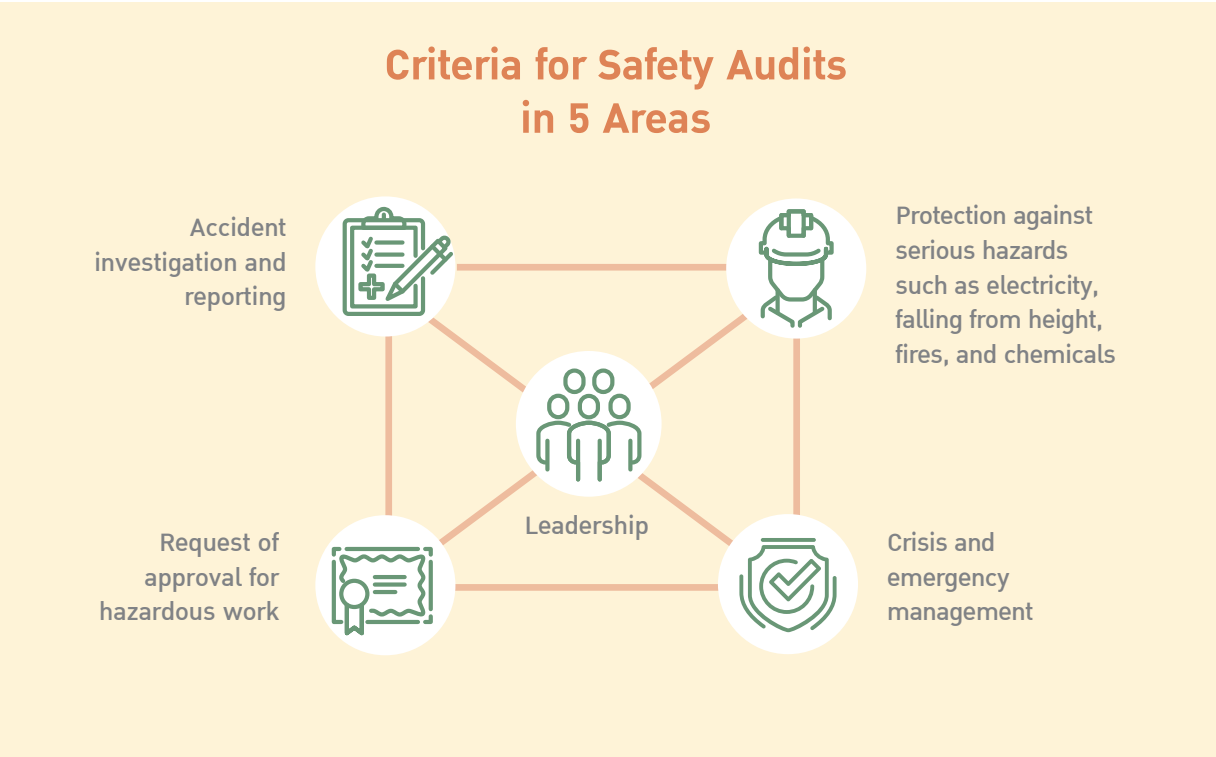 Criteria for Safety Audits
in 5 Areas
Accident
investigation and
reporting
Protection against
serious hazards
such as electricity,
falling from height,
fires, and chemicals
Leadership
Request of
approval for
hazardous work
Crisis and
emergency
management